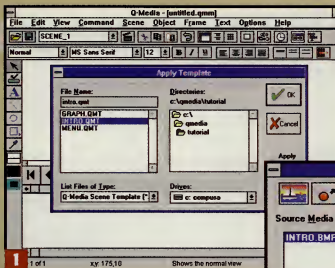 Q-Media - [untitled.qmm]
File Edit View Command Scene Object Frame Text Options Help
SCENE_1
Normal MS Sans Serif 12 B I U
Apply Template
File Name:
intro.qmt
GRAPH.QMT
INTRO.QMT
MENU.QMT
Directories:
c:\qmedia\tutorial
c:\
qmedia
tutorial
OK
Cancel
Apply
List Files of Type:
Q-Media Scene Template (*
Drives:
c: compusa
Source Media
INTRO.BMP
1
1 of 1 x,y: 175,10 Shows the normal view